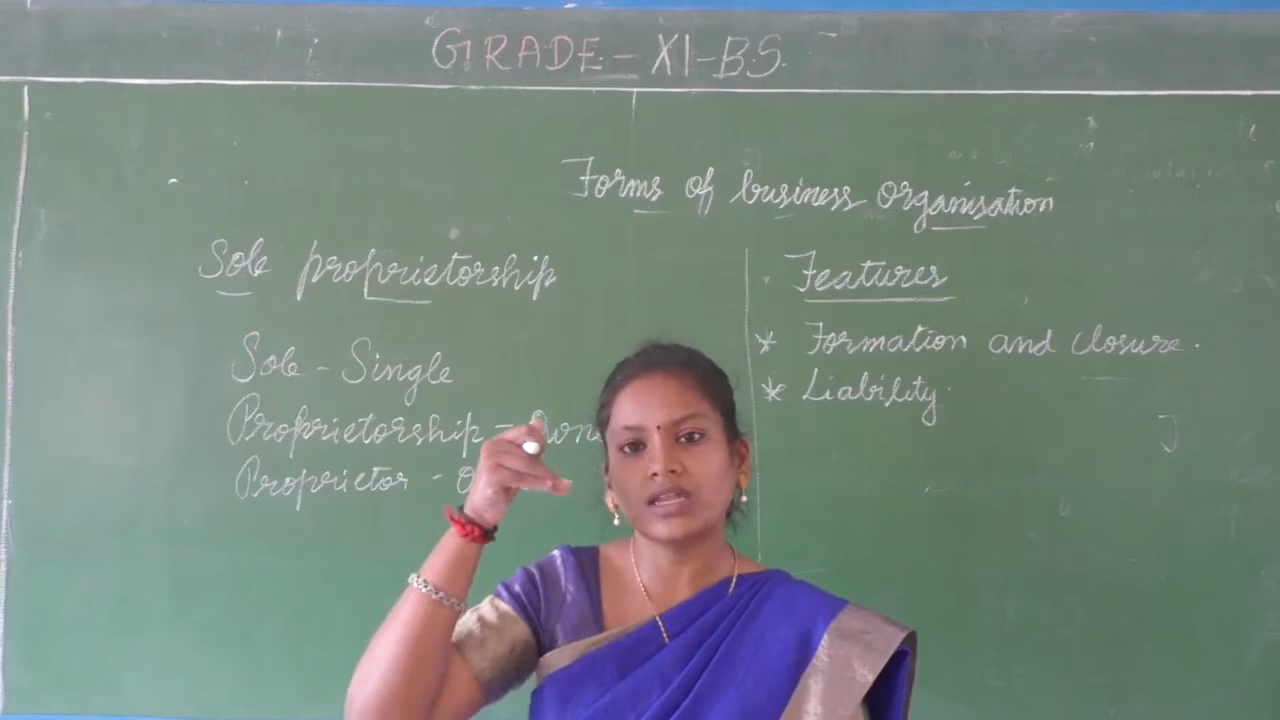 GRADE - XI-BS.
Forms of business organisation
Sole proprietorship
Sole - Single
Proprietorship -
Proprietor -
Features
* Formation and closure.
* Liability.